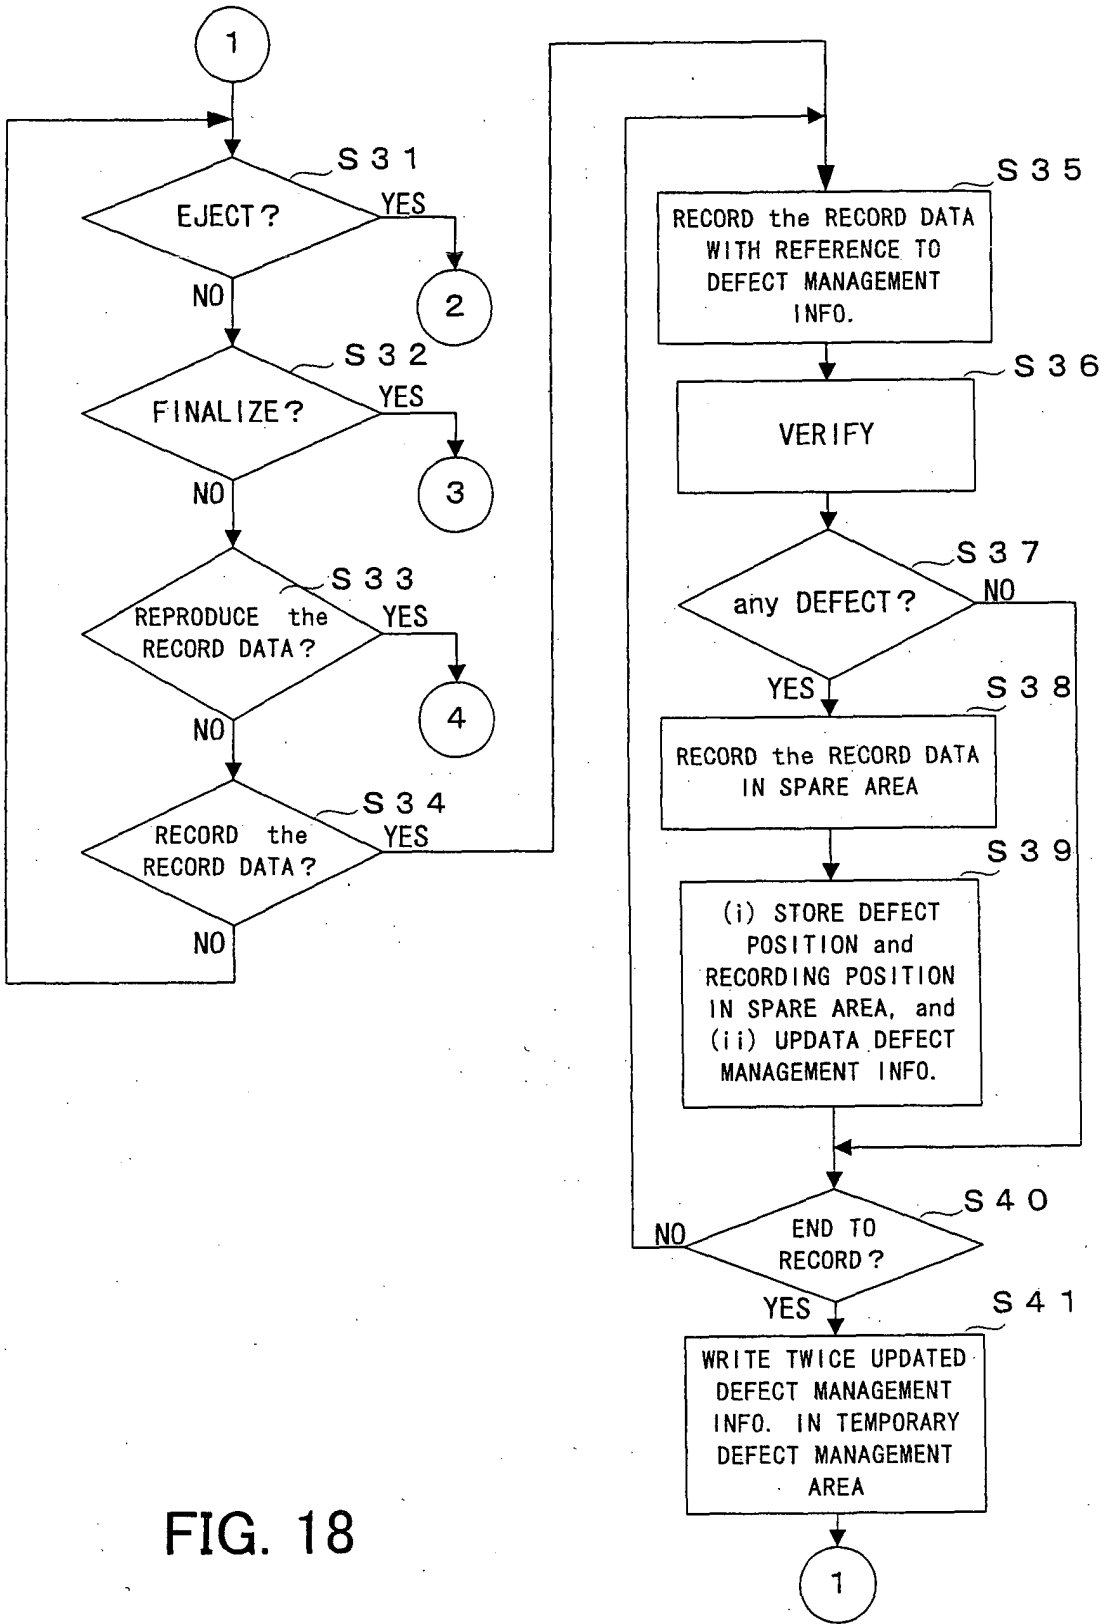 1
S31
EJECT?
YES
2
NO
S32
FINALIZE?
YES
3
NO
S33
REPRODUCE the
RECORD DATA?
YES
4
NO
S34
RECORD the
RECORD DATA?
YES
NO
S35
RECORD the RECORD DATA
WITH REFERENCE TO
DEFECT MANAGEMENT
INFO.
S36
VERIFY
S37
any DEFECT?
NO
YES
S38
RECORD the RECORD DATA
IN SPARE AREA
S39
(i) STORE DEFECT
POSITION and
RECORDING POSITION
IN SPARE AREA, and
(ii) UPDATA DEFECT
MANAGEMENT INFO.
S40
END TO
RECORD?
NO
YES
S41
WRITE TWICE UPDATED
DEFECT MANAGEMENT
INFO. IN TEMPORARY
DEFECT MANAGEMENT
AREA
1
FIG. 18